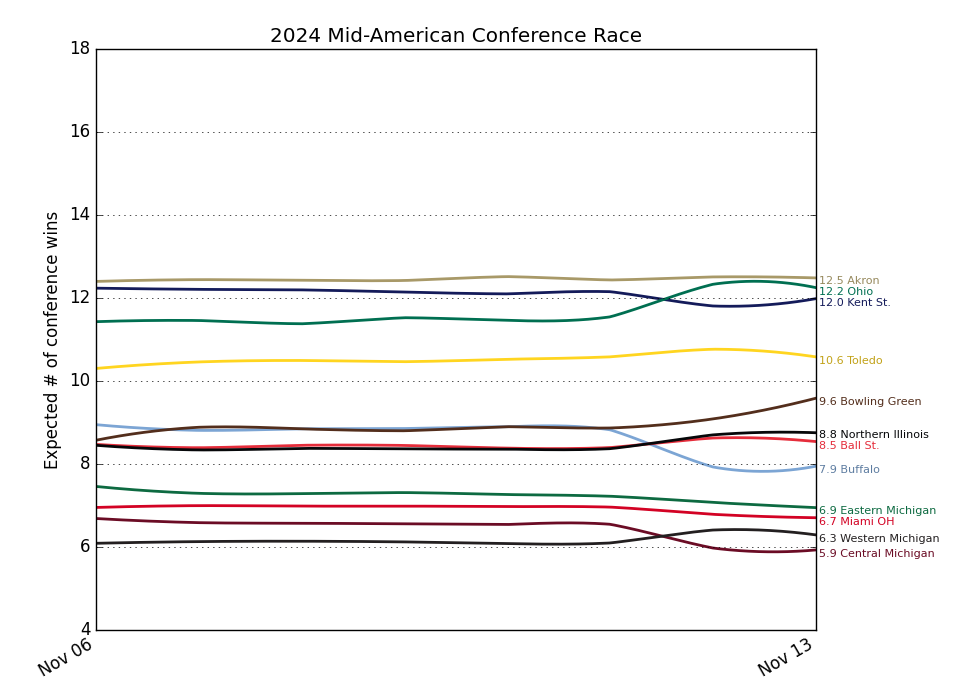 2024 Mid-American Conference Race
Expected # of conference wins
18
16
14
12
10
8
6
4
Nov 06
Nov 13
12.5 Akron
12.2 Ohio
12.0 Kent St.
10.6 Toledo
9.6 Bowling Green
8.8 Northern Illinois
8.5 Ball St.
7.9 Buffalo
6.9 Eastern Michigan
6.7 Miami OH
6.3 Western Michigan
5.9 Central Michigan